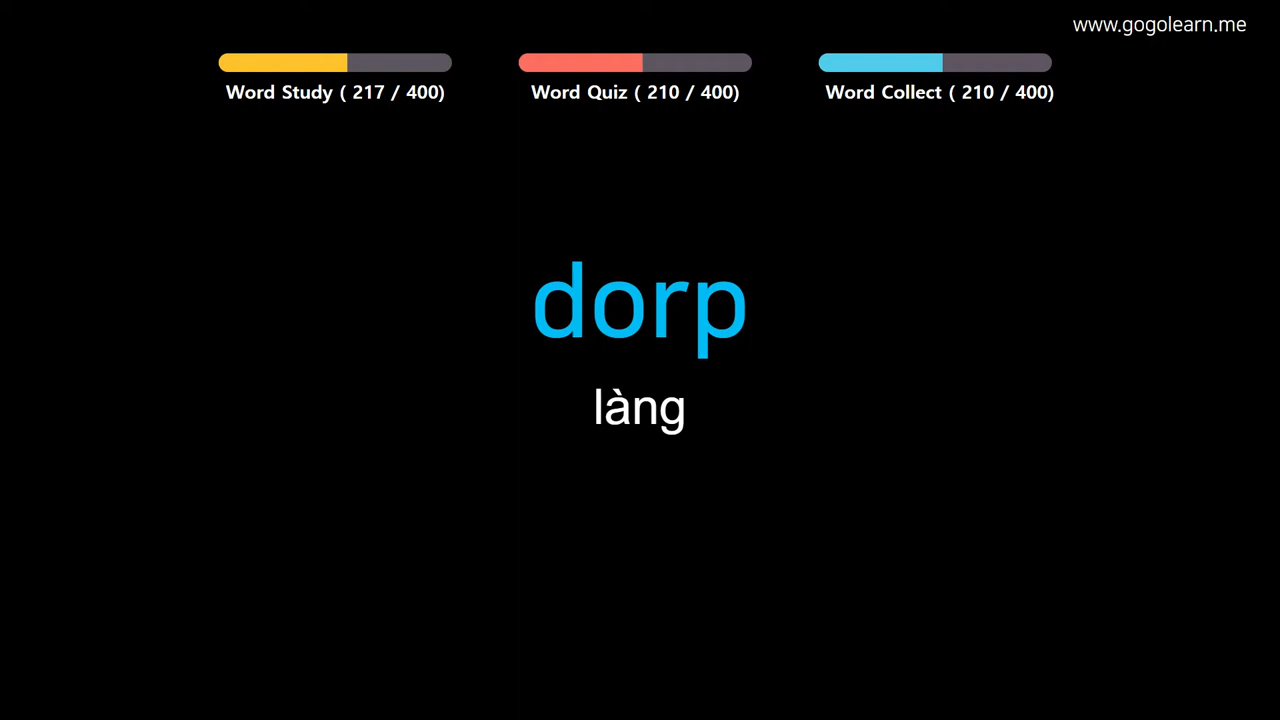 www.gogolearn.me
Word Study ( 217 / 400)
Word Quiz ( 210 / 400)
Word Collect ( 210 / 400)
dorp
làng